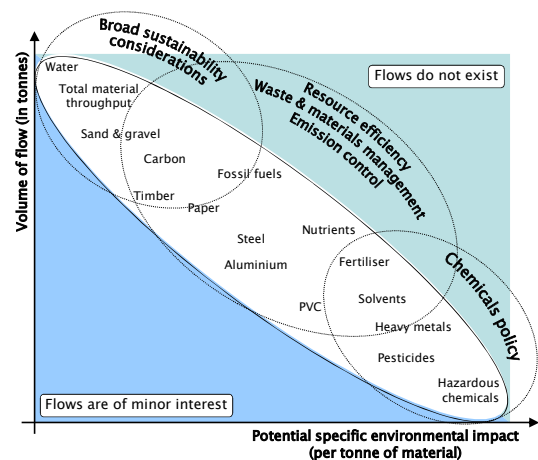 Broad sustainability
considerations
Flows do not exist
Resource efficiency
Waste & materials management
Emission control
Chemicals policy
Volume of flow (in tonnes)
Water
Total material
throughput
Sand & gravel
Carbon
Fossil fuels
Timber
Paper
Nutrients
Steel
Aluminium
Fertiliser
PVC
Solvents
Heavy metals
Pesticides
Hazardous
chemicals
Flows are of minor interest
Potential specific environmental impact
(per tonne of material)